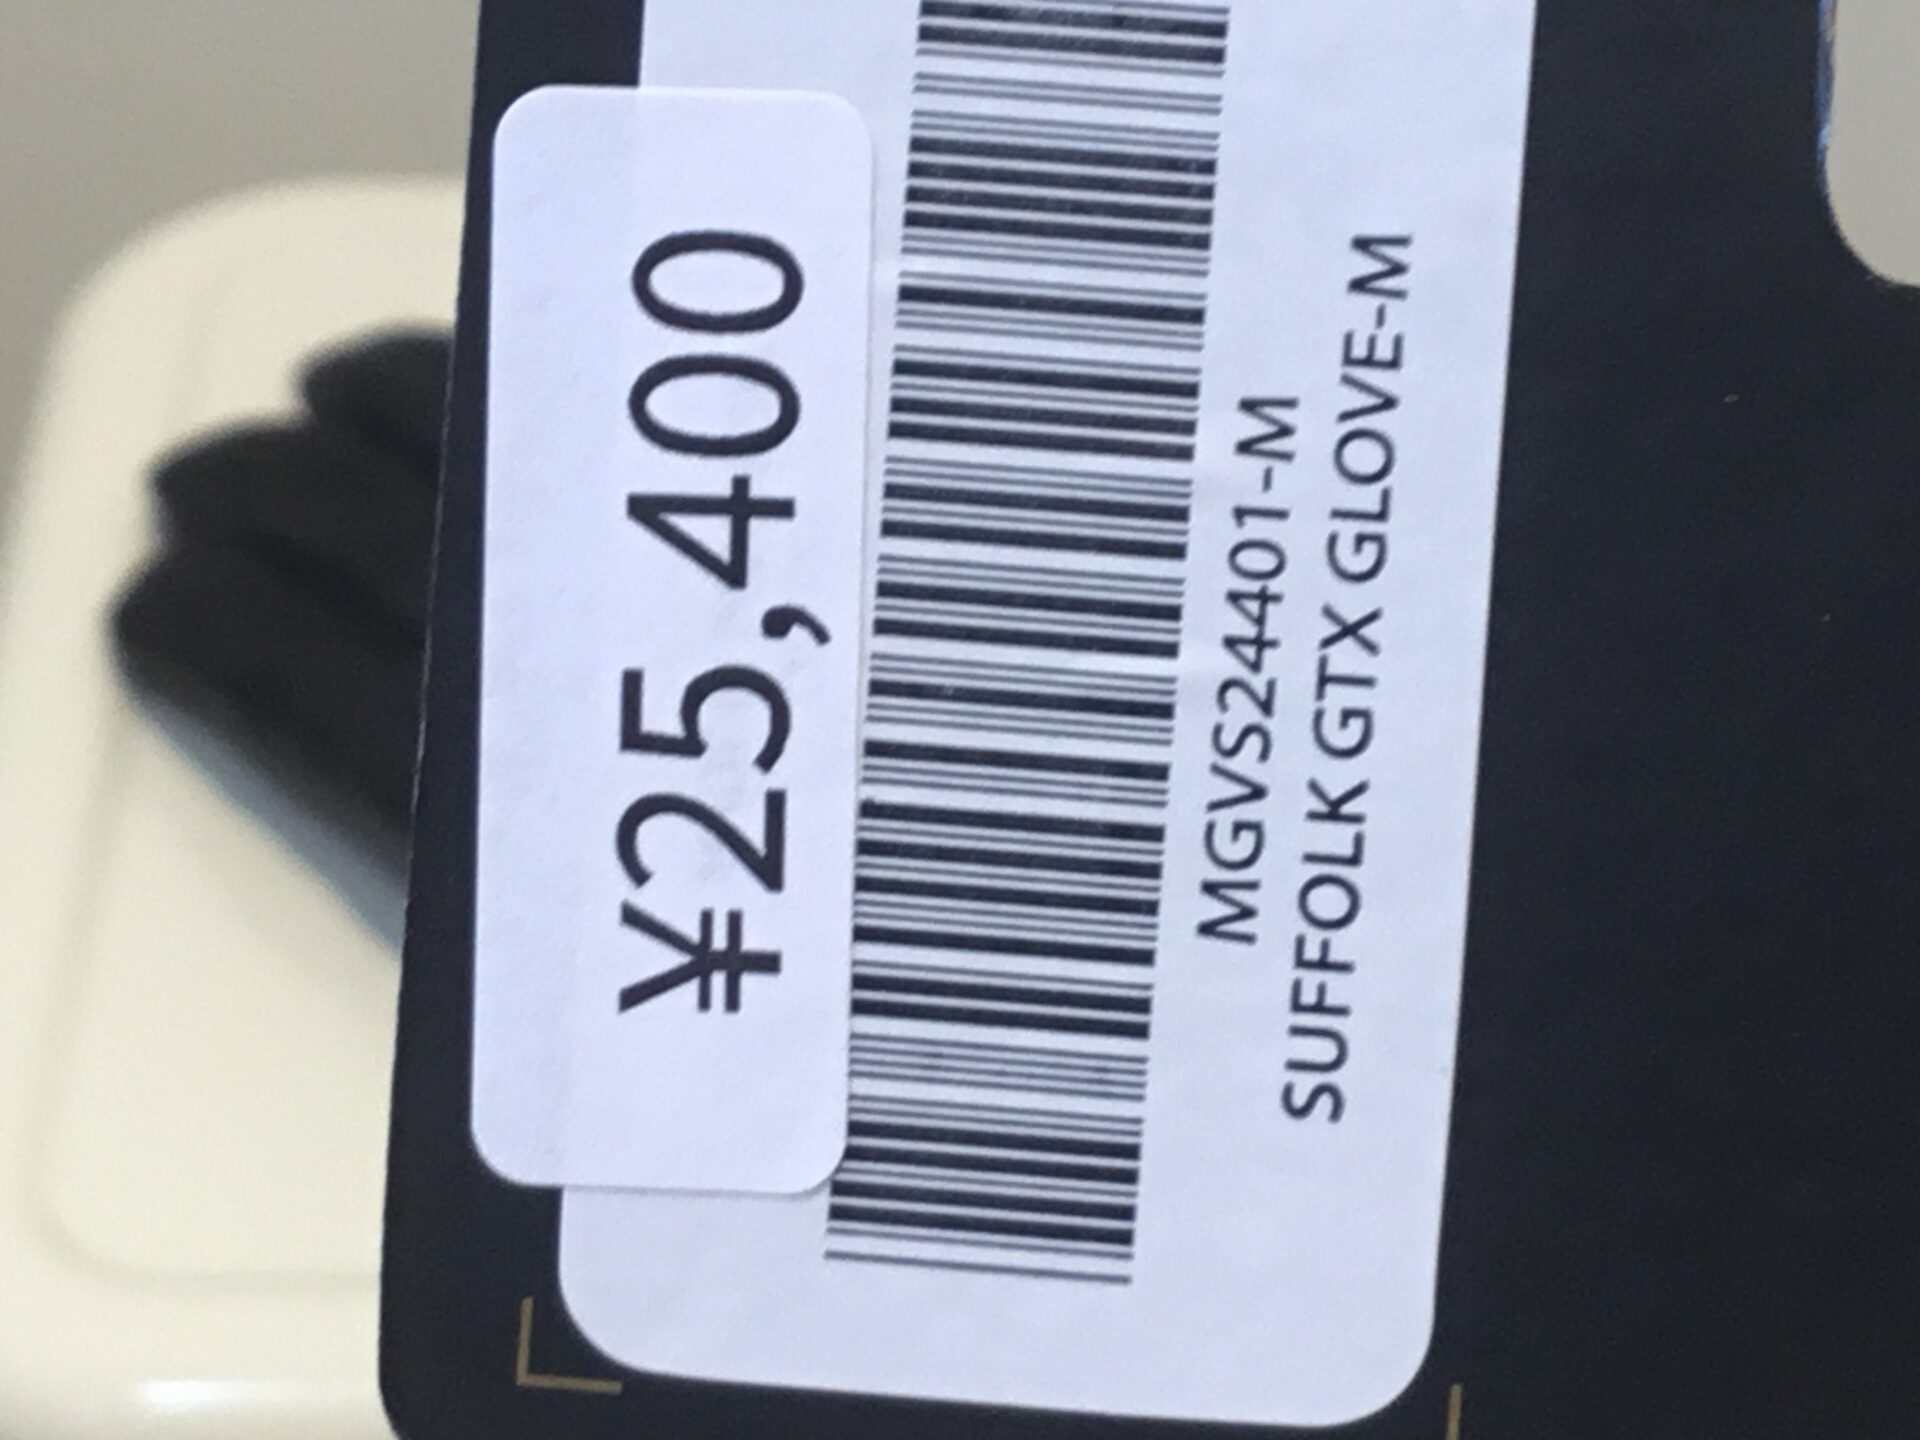 ¥25,400
MGVS24401-M
SUFFOLK GTX GLOVE-M